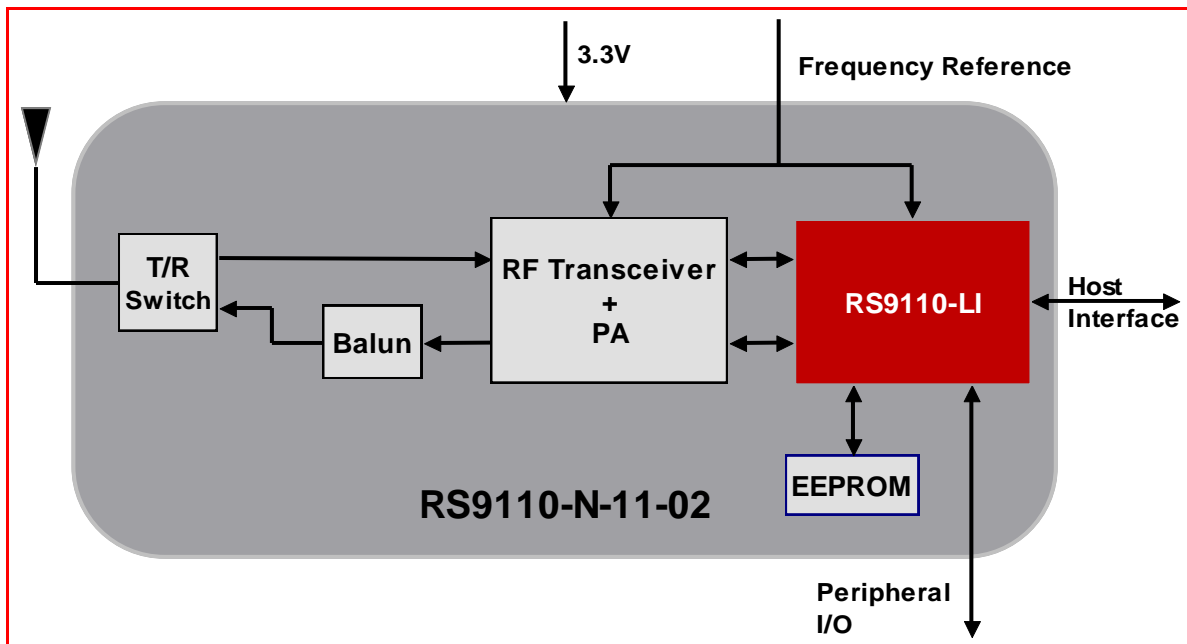 3.3V
Frequency Reference
T/R
Switch
RF Transceiver
+
PA
Balun
RS9110-LI
Host
Interface
EEPROM
RS9110-N-11-02
Peripheral
I/O